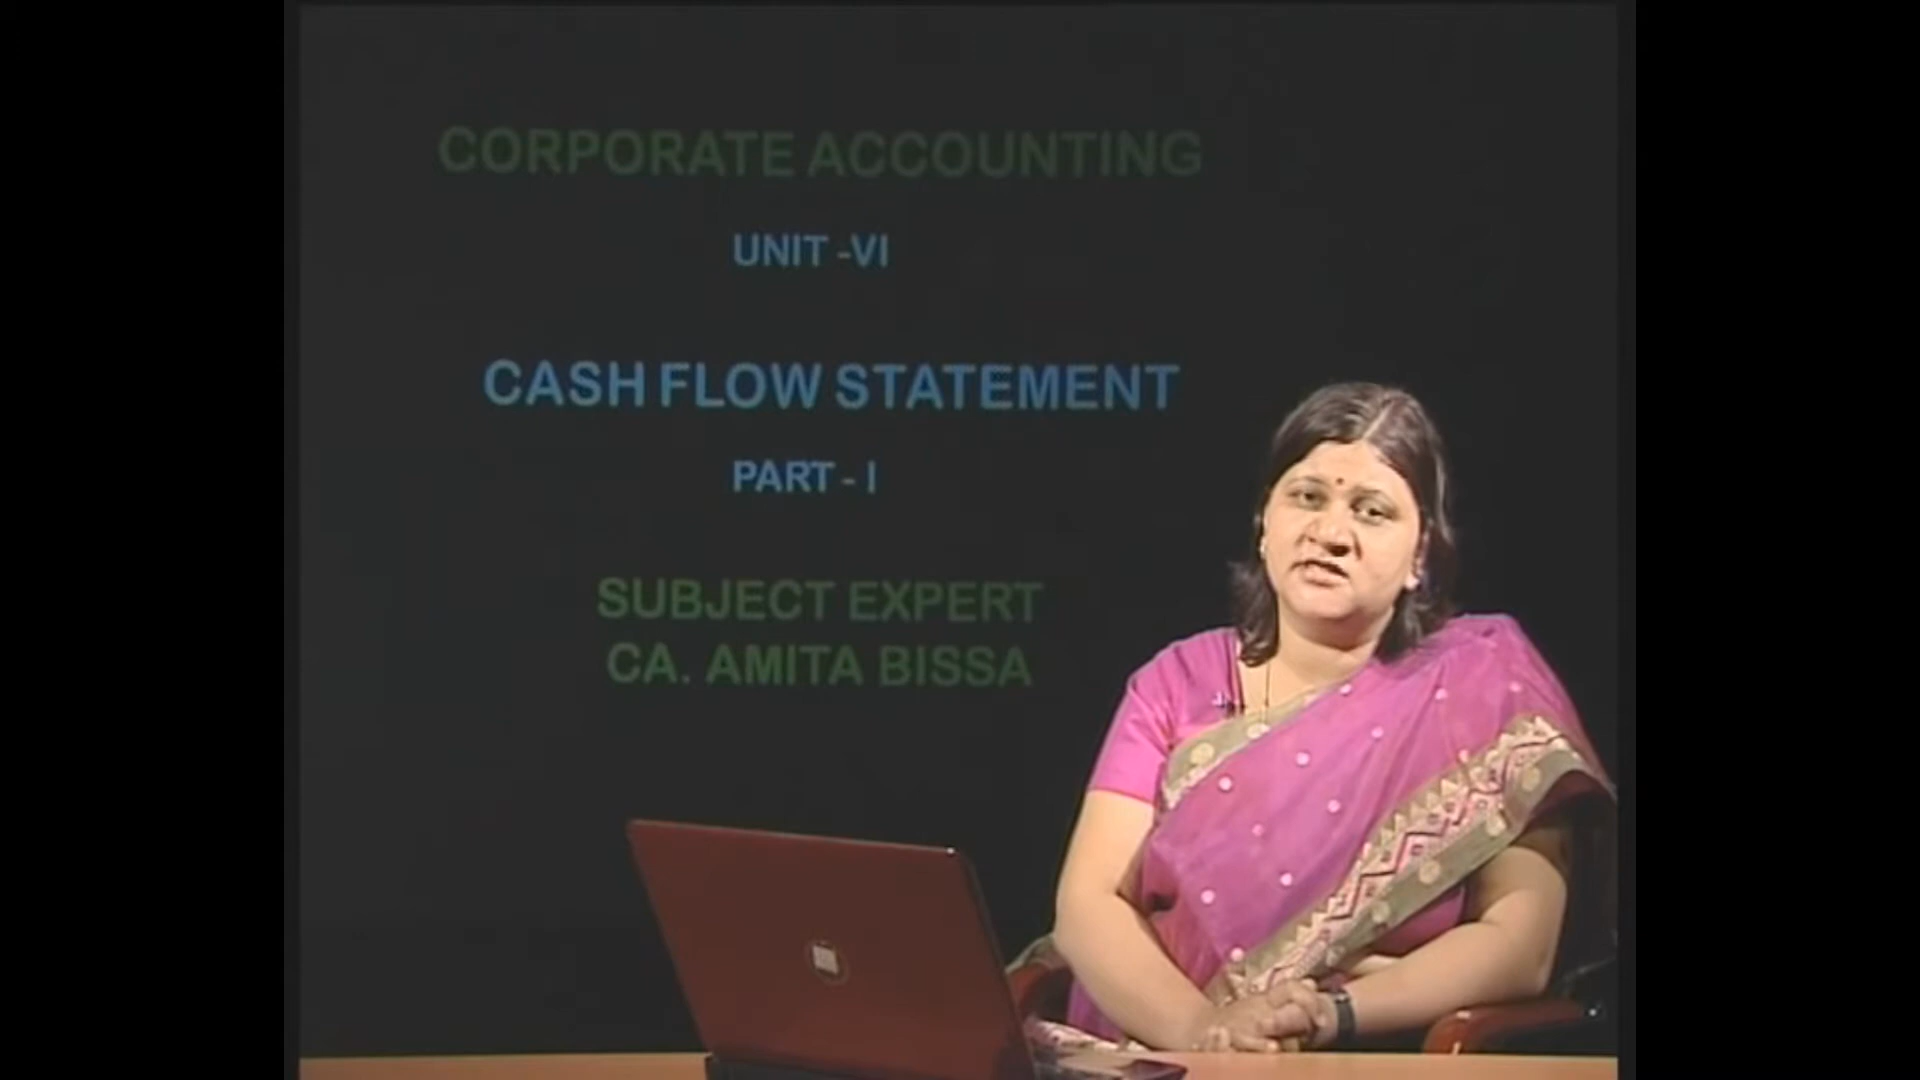 CORPORATE ACCOUNTING
UNIT -VI
CASH FLOW STATEMENT
PART - I
SUBJECT EXPERT
CA. AMITA BISSA